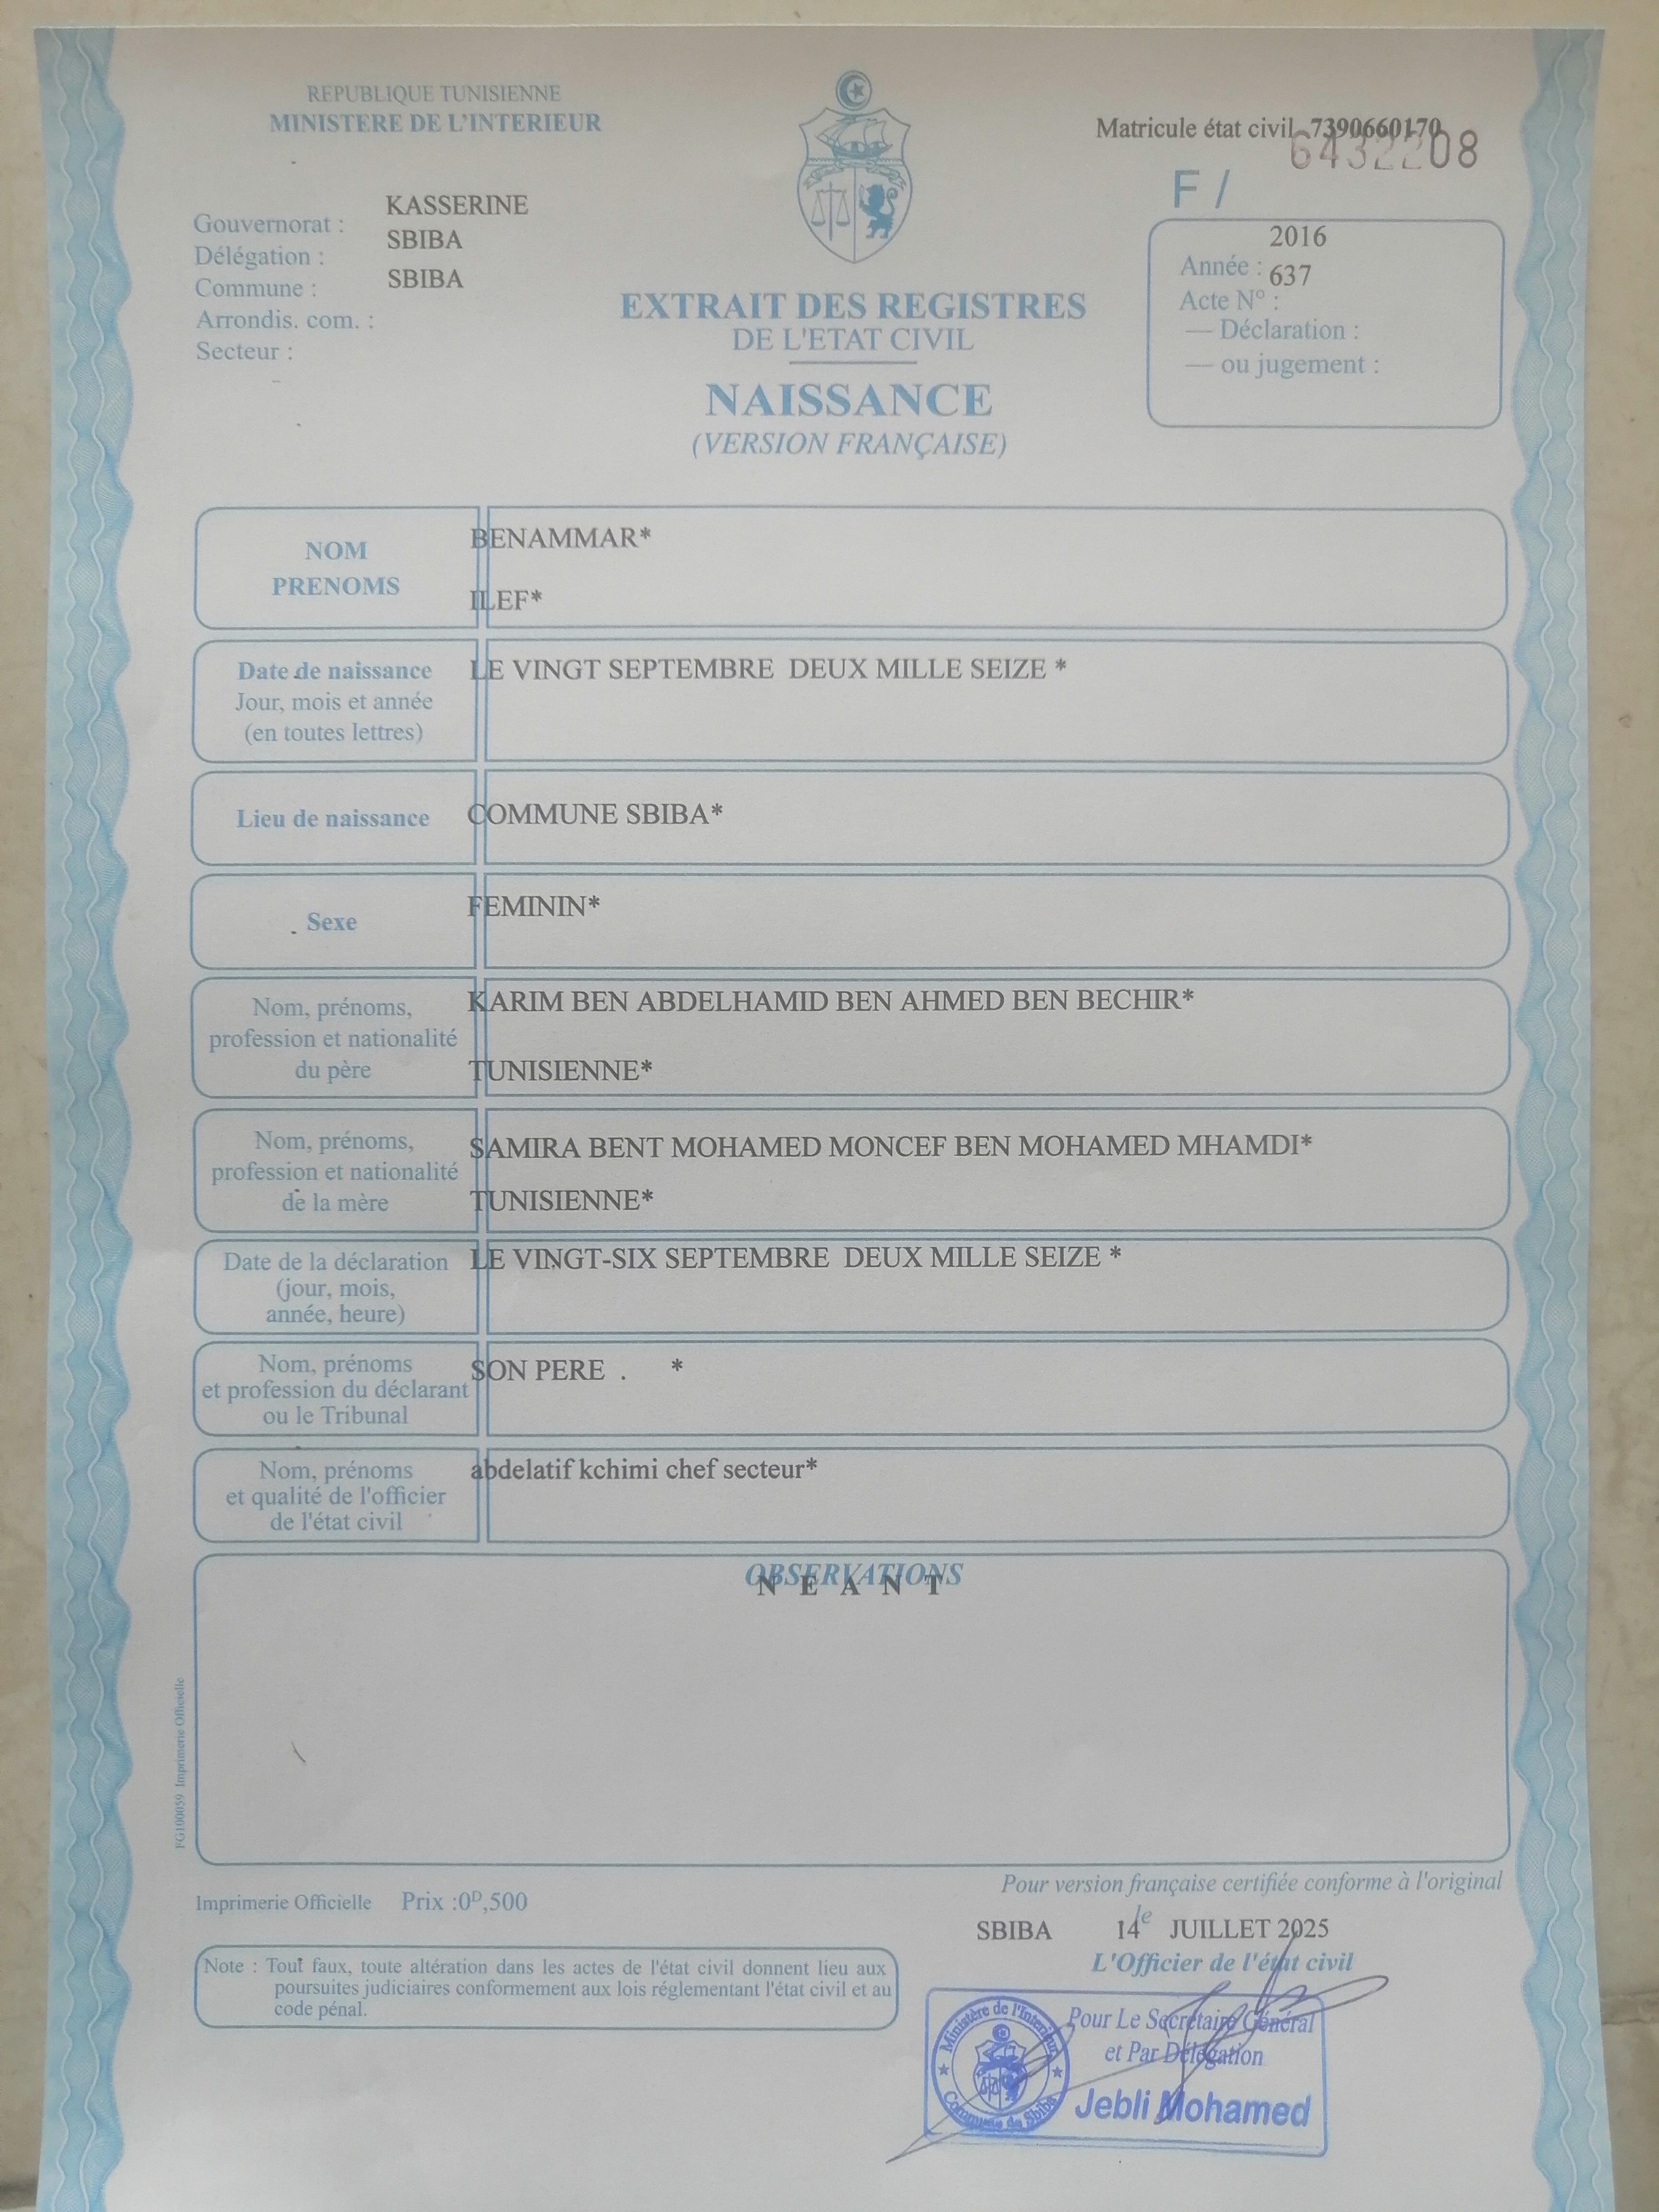 REPUBLIQUE TUNISIENNE
MINISTERE DE L'INTERIEUR
Matricule état civil 7390660170
6432208
F /
Gouvernorat : KASSERINE
Délégation : SBIBA
Commune : SBIBA
Arrondis. com. :
Secteur :
2016
Année :
637
Acte N° :
— Déclaration :
— ou jugement :
EXTRAIT DES REGISTRES
DE L'ETAT CIVIL
NAISSANCE
(VERSION FRANÇAISE)
NOM
PRENOMS
BENAMMAR*
ILEF*
Date de naissance
Jour, mois et année
(en toutes lettres)
LE VINGT SEPTEMBRE DEUX MILLE SEIZE *
Lieu de naissance
COMMUNE SBIBA*
Sexe
FEMININ*
Nom, prénoms,
profession et nationalité
du père
KARIM BEN ABDELHAMID BEN AHMED BEN BECHIR*
TUNISIENNE*
Nom, prénoms,
profession et nationalité
de la mère
SAMIRA BENT MOHAMED MONCEF BEN MOHAMED MHAMDI*
TUNISIENNE*
Date de la déclaration
(jour, mois,
année, heure)
LE VINGT-SIX SEPTEMBRE DEUX MILLE SEIZE *
Nom, prénoms
et profession du déclarant
ou le Tribunal
SON PERE . *
Nom, prénoms
et qualité de l'officier
de l'état civil
abdelatif kchimi chef secteur*
OBSERVATIONS
N E A N T
FG100059 Imprimerie Officielle
Imprimerie Officielle Prix :0ᴰ,500
Pour version française certifiée conforme à l'original
SBIBA 14 le JUILLET 2025
L'Officier de l'état civil
Note : Tout faux, toute altération dans les actes de l'état civil donnent lieu aux
poursuites judiciaires conformement aux lois réglementant l'état civil et au
code pénal.
Ministère de l'Interieur
Commune de Sbiba
Pour Le Secrétaire Général
et Par Délégation
Jebli Mohamed